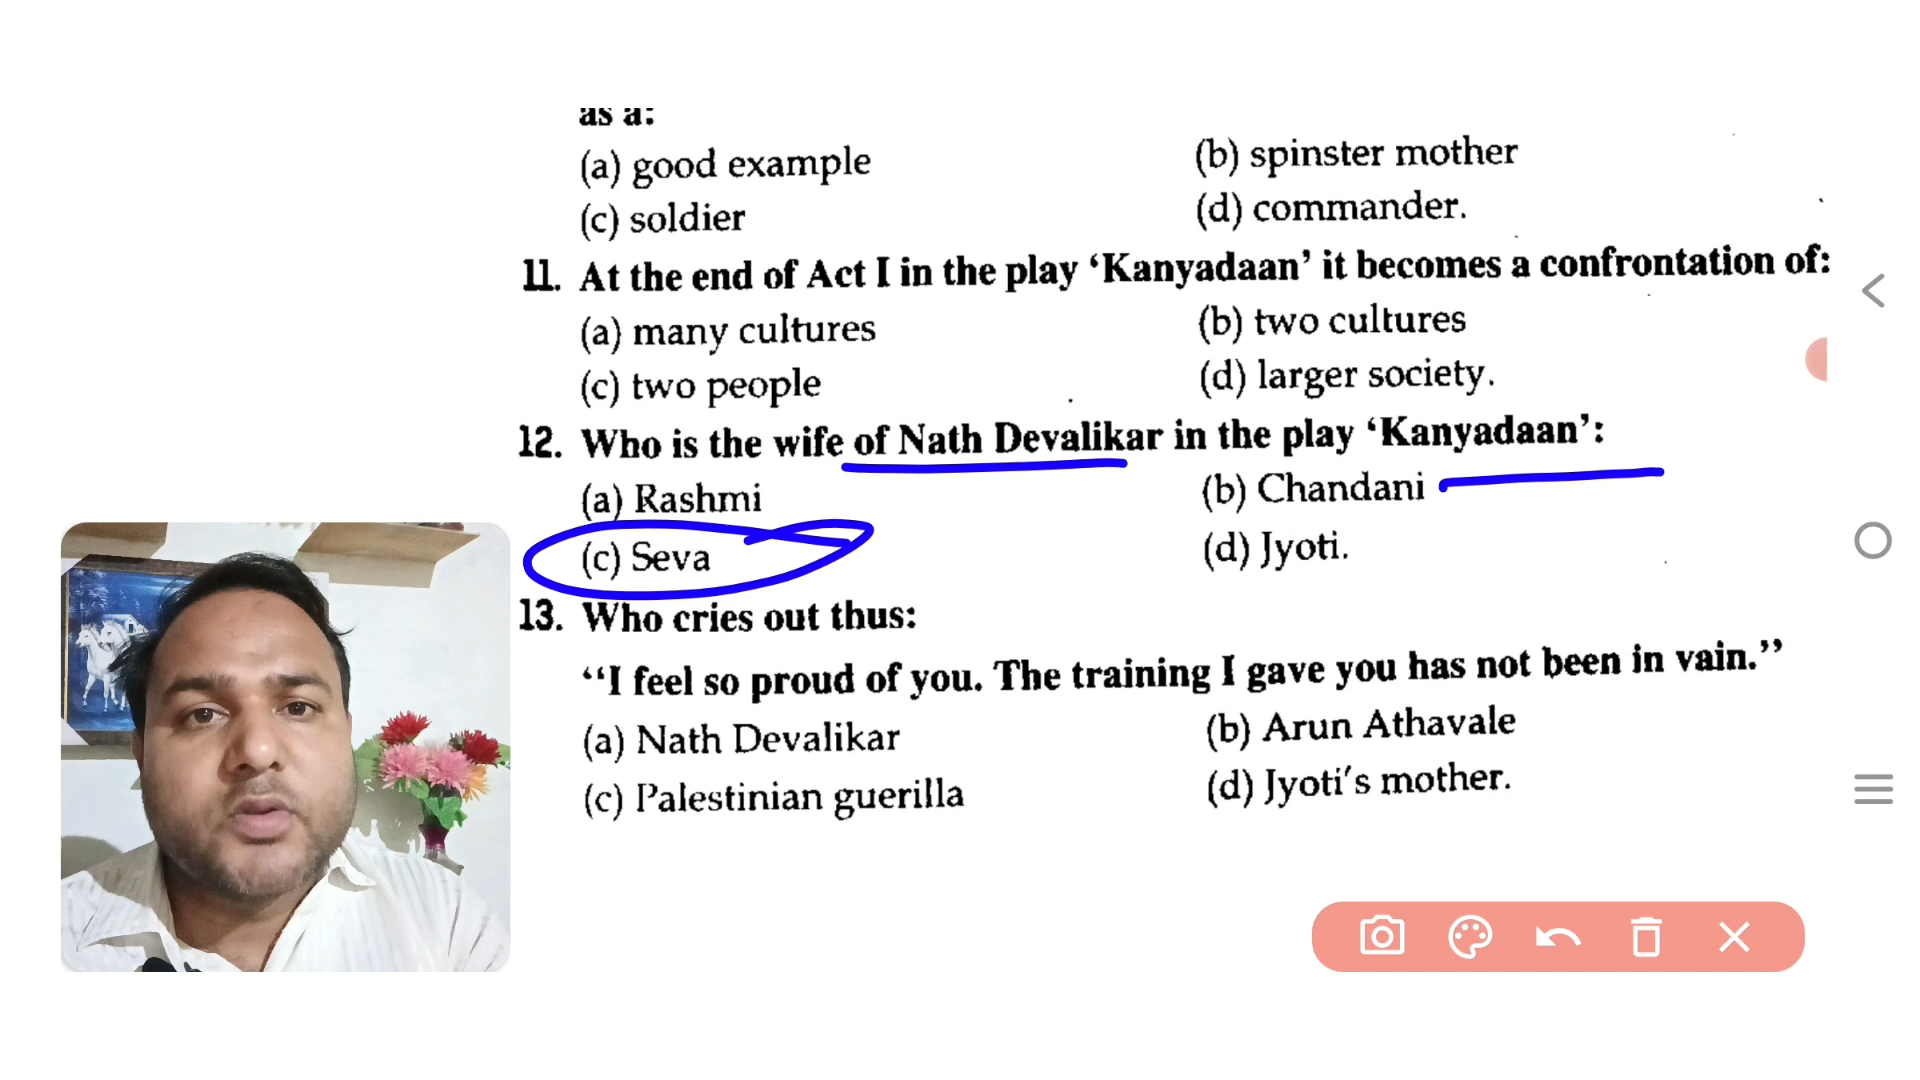 as a:
(a) good example (b) spinster mother
(c) soldier (d) commander.
11. At the end of Act I in the play ‘Kanyadaan’ it becomes a confrontation of:
(a) many cultures (b) two cultures
(c) two people (d) larger society.
12. Who is the wife of Nath Devalikar in the play ‘Kanyadaan’:
(a) Rashmi (b) Chandani
(c) Seva (d) Jyoti.
13. Who cries out thus:
“I feel so proud of you. The training I gave you has not been in vain.”
(a) Nath Devalikar (b) Arun Athavale
(c) Palestinian guerilla (d) Jyoti’s mother.